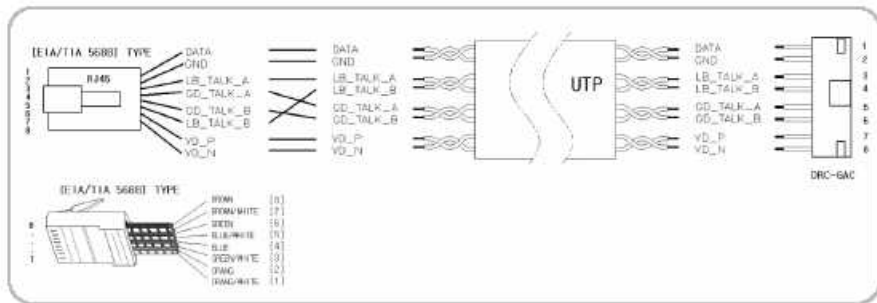 [EIA/TIA 568B] TYPE
RJ45
1
2
3
4
5
6
7
8
DATA
GND
LB_TALK_A
GD_TALK_A
GD_TALK_B
LB_TALK_B
VD_P
VD_N
DATA
GND
LB_TALK_A
LB_TALK_B
GD_TALK_A
GD_TALK_B
VD_P
VD_N
UTP
DATA
GND
LB_TALK_A
LB_TALK_B
GD_TALK_A
GD_TALK_B
VD_P
VD_N
1
2
3
4
5
6
7
8
DRC-6AC
[EIA/TIA 568B] TYPE
8
1
BROWN [8]
BROWN/WHITE [7]
GREEN [6]
BLUE/WHITE [5]
BLUE [4]
GREEN/WHITE [3]
ORANG [2]
ORANG/WHITE [1]